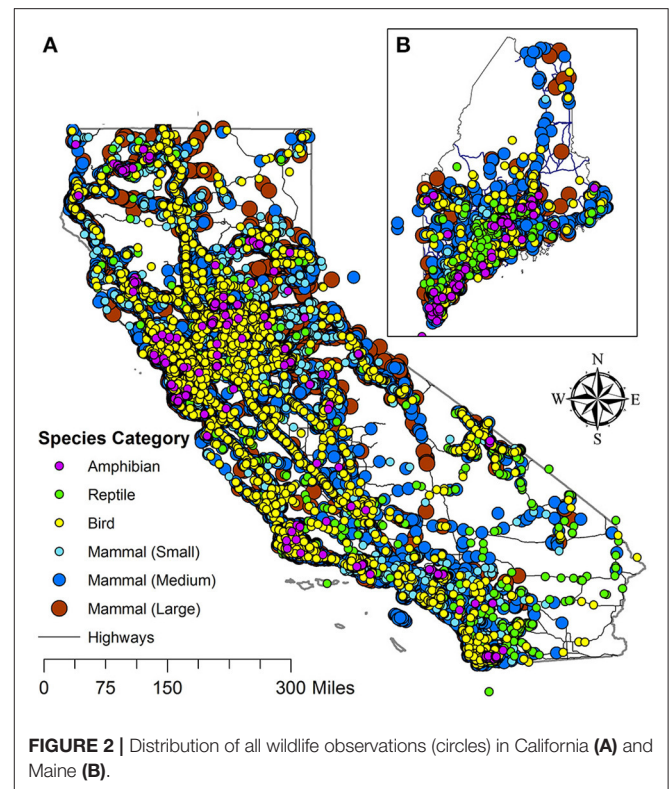 A
B
N
W E
S
Species Category
Amphibian
Reptile
Bird
Mammal (Small)
Mammal (Medium)
Mammal (Large)
Highways
0 75 150 300 Miles
FIGURE 2 | Distribution of all wildlife observations (circles) in California (A) and
Maine (B).